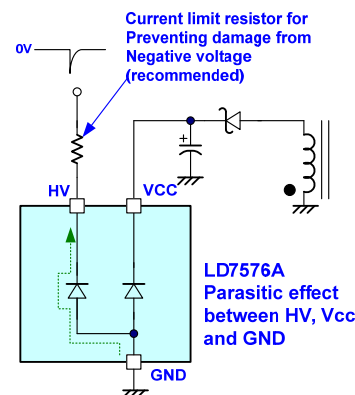 Current limit resistor for
Preventing damage from
Negative voltage
(recommended)
0V
+
HV
VCC
LD7576A
Parasitic effect
between HV, Vcc
and GND
GND